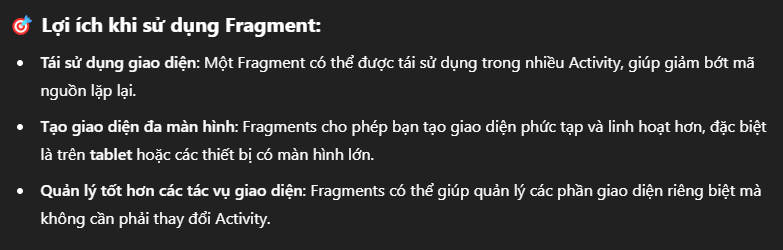 🎯 Lợi ích khi sử dụng Fragment:
• Tái sử dụng giao diện: Một Fragment có thể được tái sử dụng trong nhiều Activity, giúp giảm bớt mã
nguồn lặp lại.
• Tạo giao diện đa màn hình: Fragments cho phép bạn tạo giao diện phức tạp và linh hoạt hơn, đặc biệt
là trên tablet hoặc các thiết bị có màn hình lớn.
• Quản lý tốt hơn các tác vụ giao diện: Fragments có thể giúp quản lý các phần giao diện riêng biệt mà
không cần phải thay đổi Activity.